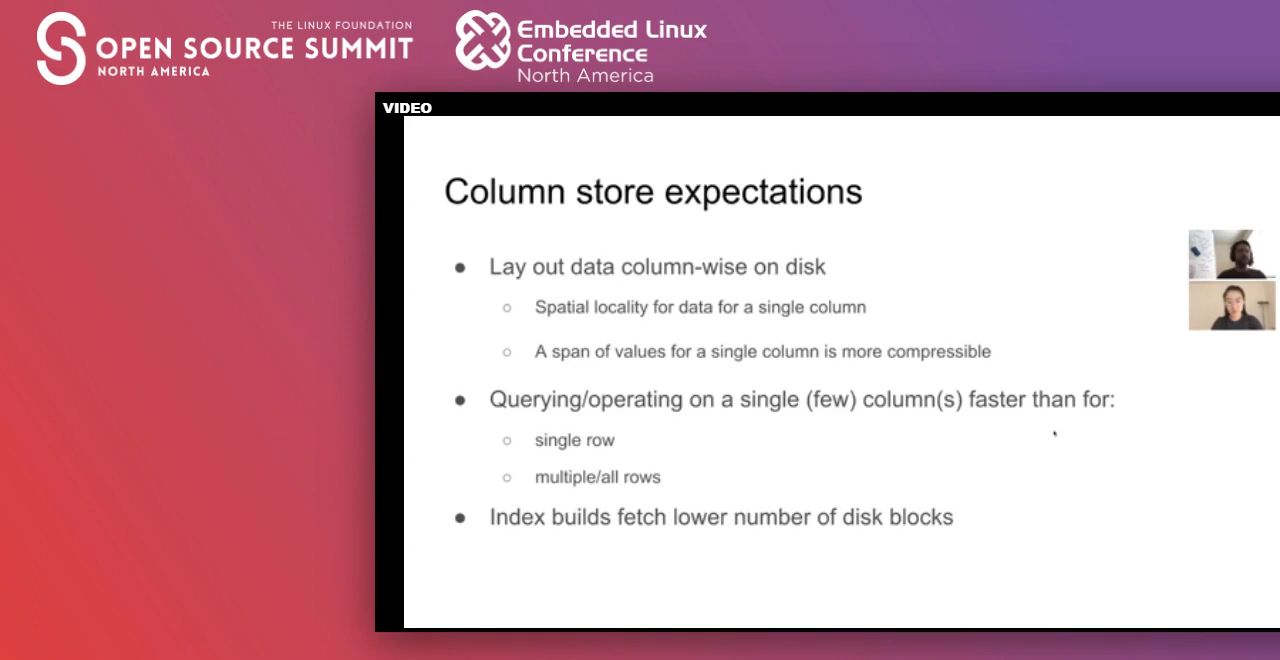 THE LINUX FOUNDATION
OPEN SOURCE SUMMIT
NORTH AMERICA
Embedded Linux
Conference
North America
VIDEO
Column store expectations
Lay out data column-wise on disk
Spatial locality for data for a single column
A span of values for a single column is more compressible
Querying/operating on a single (few) column(s) faster than for:
single row
multiple/all rows
Index builds fetch lower number of disk blocks